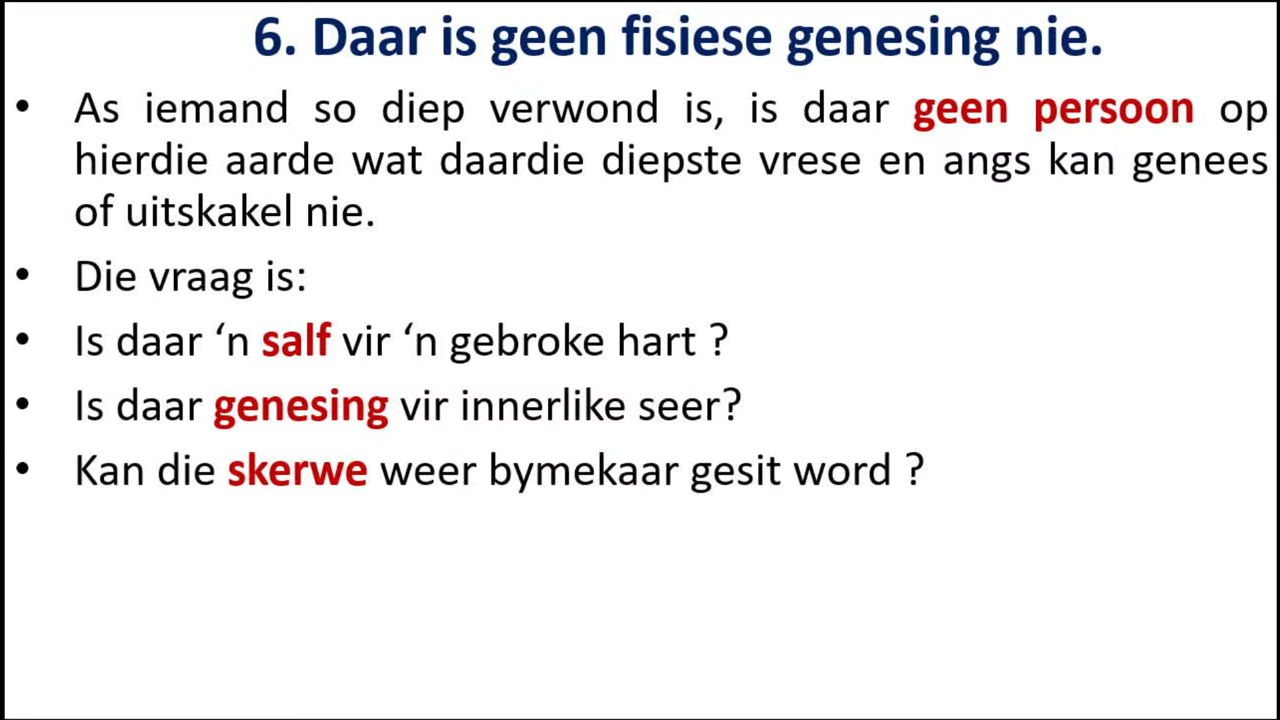 6. Daar is geen fisiese genesing nie.
• As iemand so diep verwond is, is daar geen persoon op
hierdie aarde wat daardie diepste vrese en angs kan genees
of uitskakel nie.
• Die vraag is:
• Is daar ‘n salf vir ‘n gebroke hart ?
• Is daar genesing vir innerlike seer?
• Kan die skerwe weer bymekaar gesit word ?